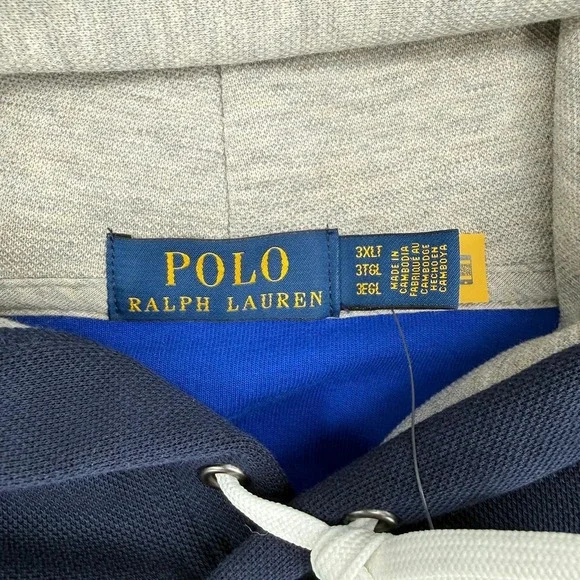 POLO
RALPH LAUREN
3XLT
3TGL
3EGL
MADE IN
CAMBODIA
FABRIQUÉ AU
CAMBODGE
HECHO EN
CAMBOYA